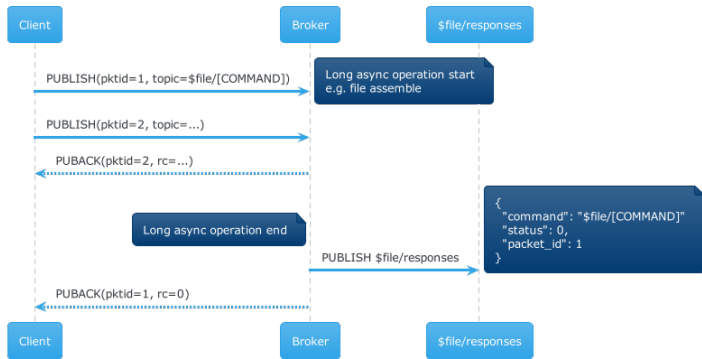 Client
Broker
$file/responses
PUBLISH(pktid=1, topic=$file/[COMMAND])
Long async operation start
e.g. file assemble
PUBLISH(pktid=2, topic=...)
PUBACK(pktid=2, rc=...)
{
"command": "$file/[COMMAND]"
"status": 0,
"packet_id": 1
}
Long async operation end
PUBLISH $file/responses
PUBACK(pktid=1, rc=0)
Client
Broker
$file/responses